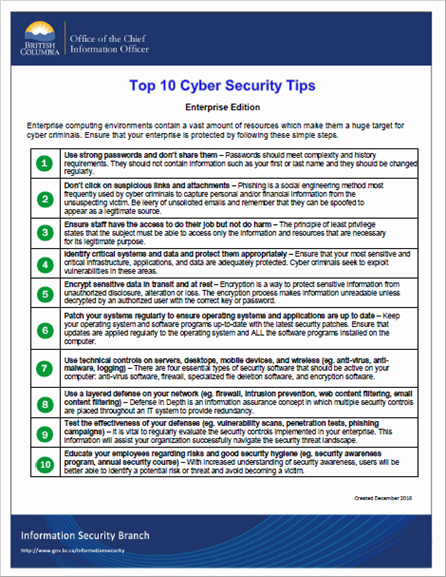 BRITISH
COLUMBIA
Office of the Chief
Information Officer
Top 10 Cyber Security Tips
Enterprise Edition
Enterprise computing environments contain a vast amount of resources which make them a huge target for
cyber criminals. Ensure that your enterprise is protected by following these simple steps.
1
Use strong passwords and don't share them – Passwords should meet complexity and history
requirements. They should not contain information such as your first or last name and they should be changed
regularly.
2
Don't click on suspicious links and attachments – Phishing is a social engineering method most
frequently used by cyber criminals to capture personal and/or financial information from the
unsuspecting victim. Be leery of unsolicited emails and remember that they can be spoofed to
appear as a legitimate source.
3
Ensure staff have the access to do their job but not do harm – The principle of least privilege
states that the subject must be able to access only the information and resources that are necessary
for its legitimate purpose.
4
Identify critical systems and data and protect them appropriately – Ensure that your most sensitive and
critical infrastructure, applications, and data are adequately protected. Cyber criminals seek to exploit
vulnerabilities in these areas.
5
Encrypt sensitive data in transit and at rest – Encryption is a way to protect sensitive information from
unauthorized disclosure, alteration or loss. The encryption process makes information unreadable unless
decrypted by an authorized user with the correct key or password.
6
Patch your systems regularly to ensure operating systems and applications are up to date – Keep
your operating system and software programs up-to-date with the latest security patches. Ensure that
updates are applied regularly to the operating system and ALL the software programs installed on the
computer.
7
Use technical controls on servers, desktops, mobile devices, and wireless (eg. anti-virus, anti-
malware, logging) – There are four essential types of security software that should be active on your
computer: anti-virus software, firewall, specialized file deletion software, and encryption software.
8
Use a layered defense on your network (eg. firewall, intrusion prevention, web content filtering, email
content filtering) – Defense in Depth is an information assurance concept in which multiple security controls
are placed throughout an IT system to provide redundancy.
9
Test the effectiveness of your defenses (eg. vulnerability scans, penetration tests, phishing
campaigns) – It is vital to regularly evaluate the security controls implemented in your enterprise. This
information will assist your organization successfully navigate the security threat landscape.
10
Educate your employees regarding risks and good security hygiene (eg. security awareness
program, annual security course) – With increased understanding of security awareness, users will be
better able to identify a potential risk or threat and avoid becoming a victim.
Created December 2016
Information Security Branch
http://www.gov.bc.ca/informationsecurity